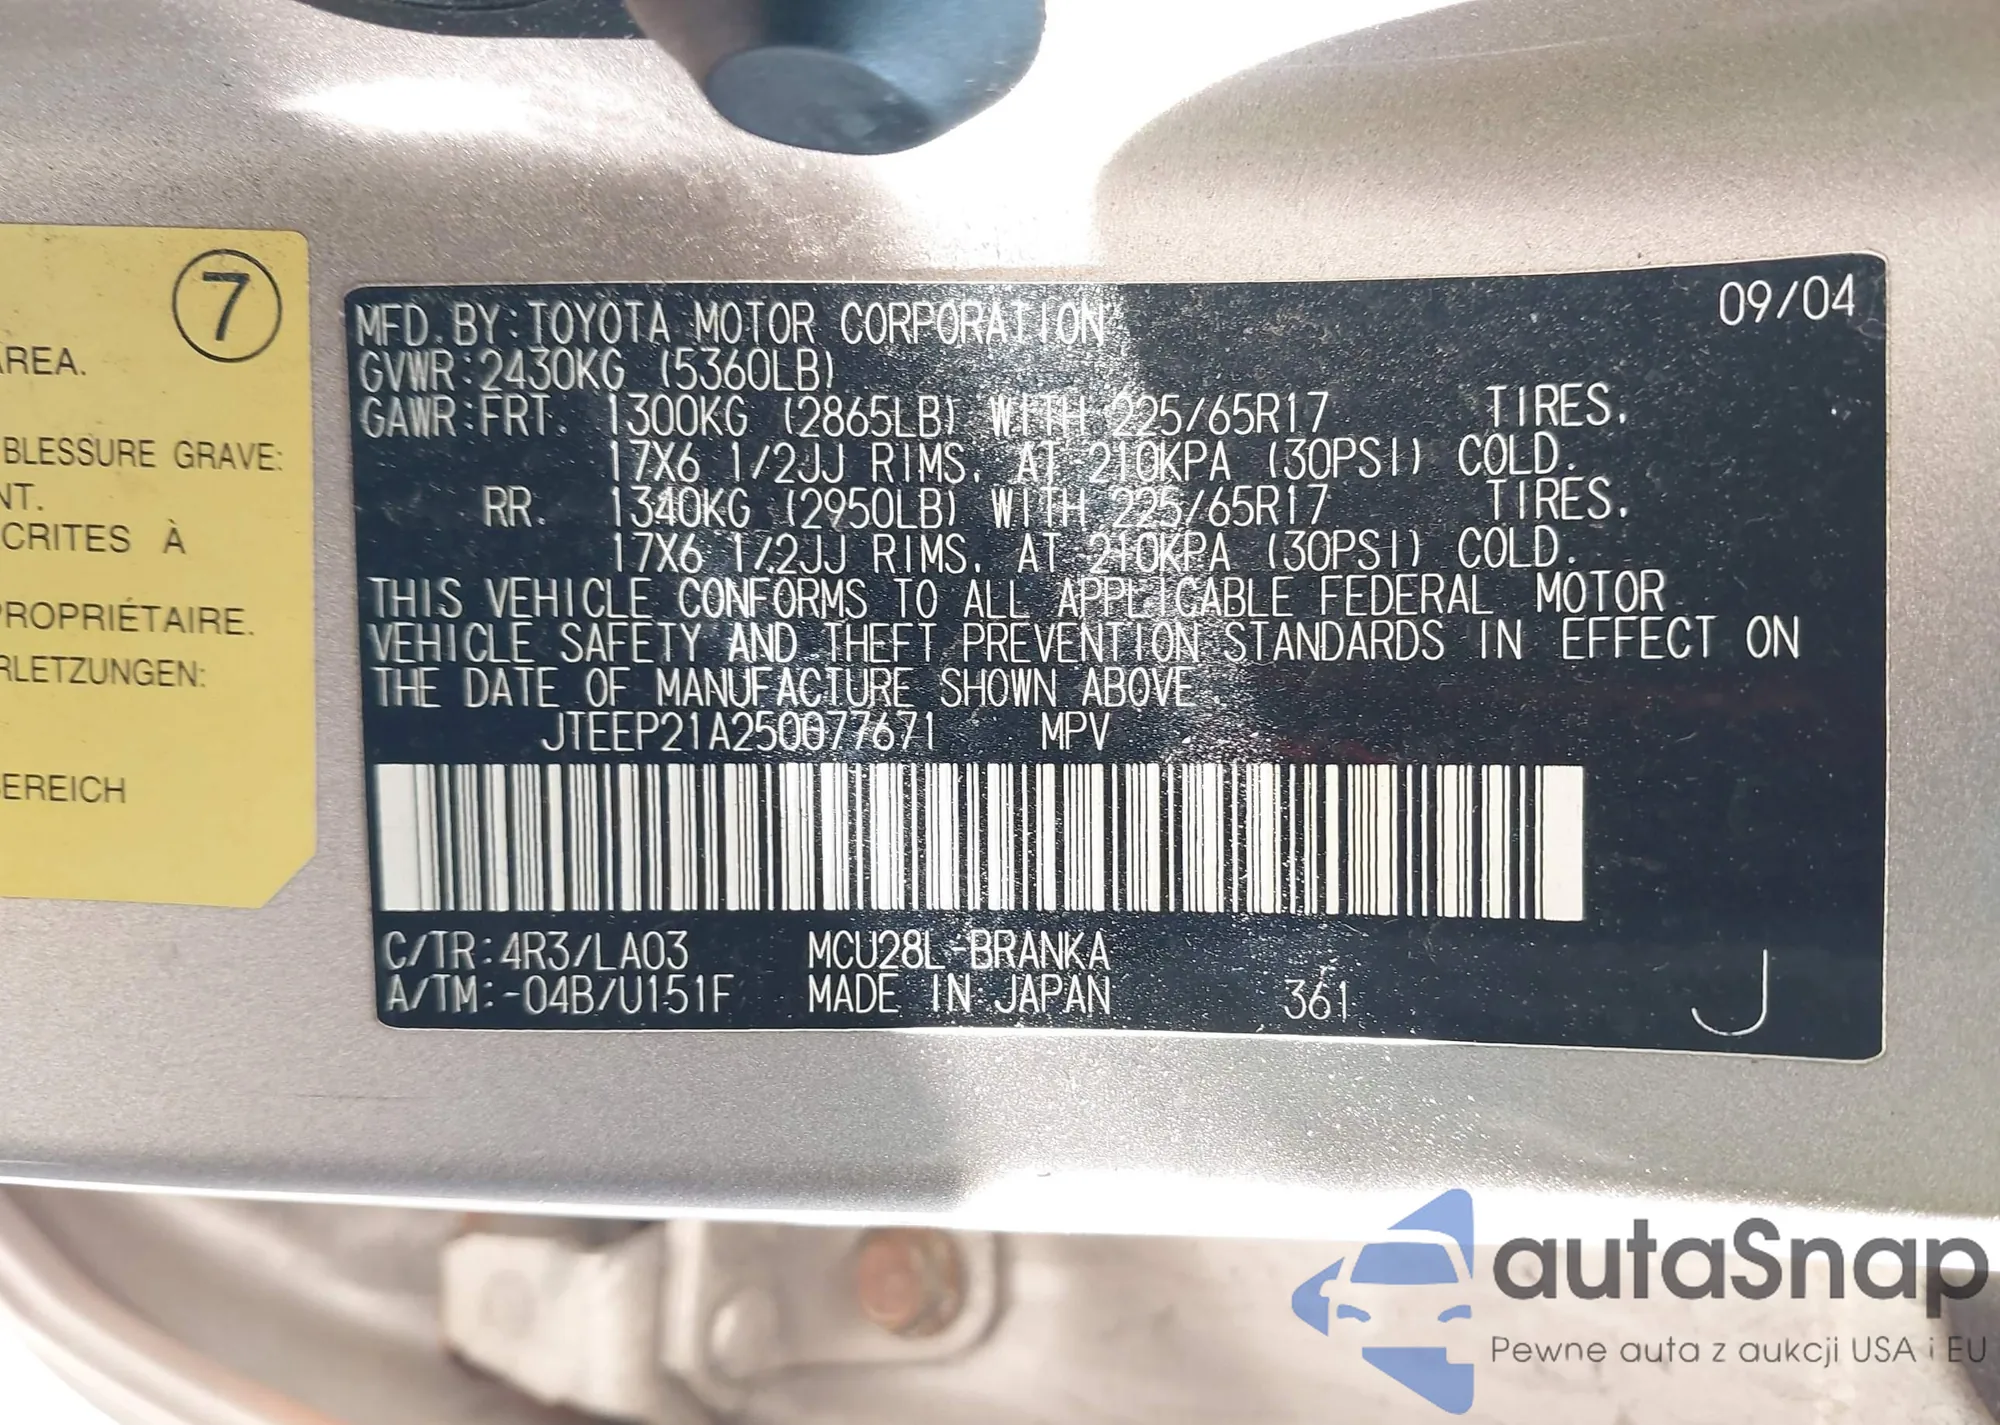 7
AREA.
BLESSURE GRAVE:
NT.
CRITES À
PROPRIÉTAIRE.
RLETZUNGEN:
BEREICH
09/04
MFD. BY: TOYOTA MOTOR CORPORATION
GVWR: 2430KG (5360LB)
GAWR: FRT. 1300KG (2865LB) WITH 225/65R17 TIRES,
17X6 1/2JJ RIMS, AT 210KPA (30PSI) COLD.
RR. 1340KG (2950LB) WITH 225/65R17 TIRES,
17X6 1/2JJ RIMS, AT 210KPA (30PSI) COLD.
THIS VEHICLE CONFORMS TO ALL APPLICABLE FEDERAL MOTOR
VEHICLE SAFETY AND THEFT PREVENTION STANDARDS IN EFFECT ON
THE DATE OF MANUFACTURE SHOWN ABOVE
JTEEP21A250077671 MPV
C/TR: 4R3/LA03 MCU28L-BRANKA
A/TM: -04B/U151F MADE IN JAPAN 361 J
autaSnap
Pewne auta z aukcji USA i EU